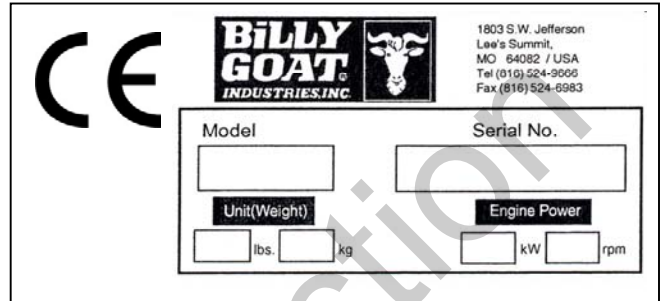 CE
BiLLY
GOAT®
INDUSTRIES,INC.
1803 S.W. Jefferson
Lee's Summit,
MO 64082 / USA
Tel (816) 524-9666
Fax (816) 524-6983
Model
Serial No.
Unit(Weight)
Engine Power
lbs.
kg
kW
rpm
ction